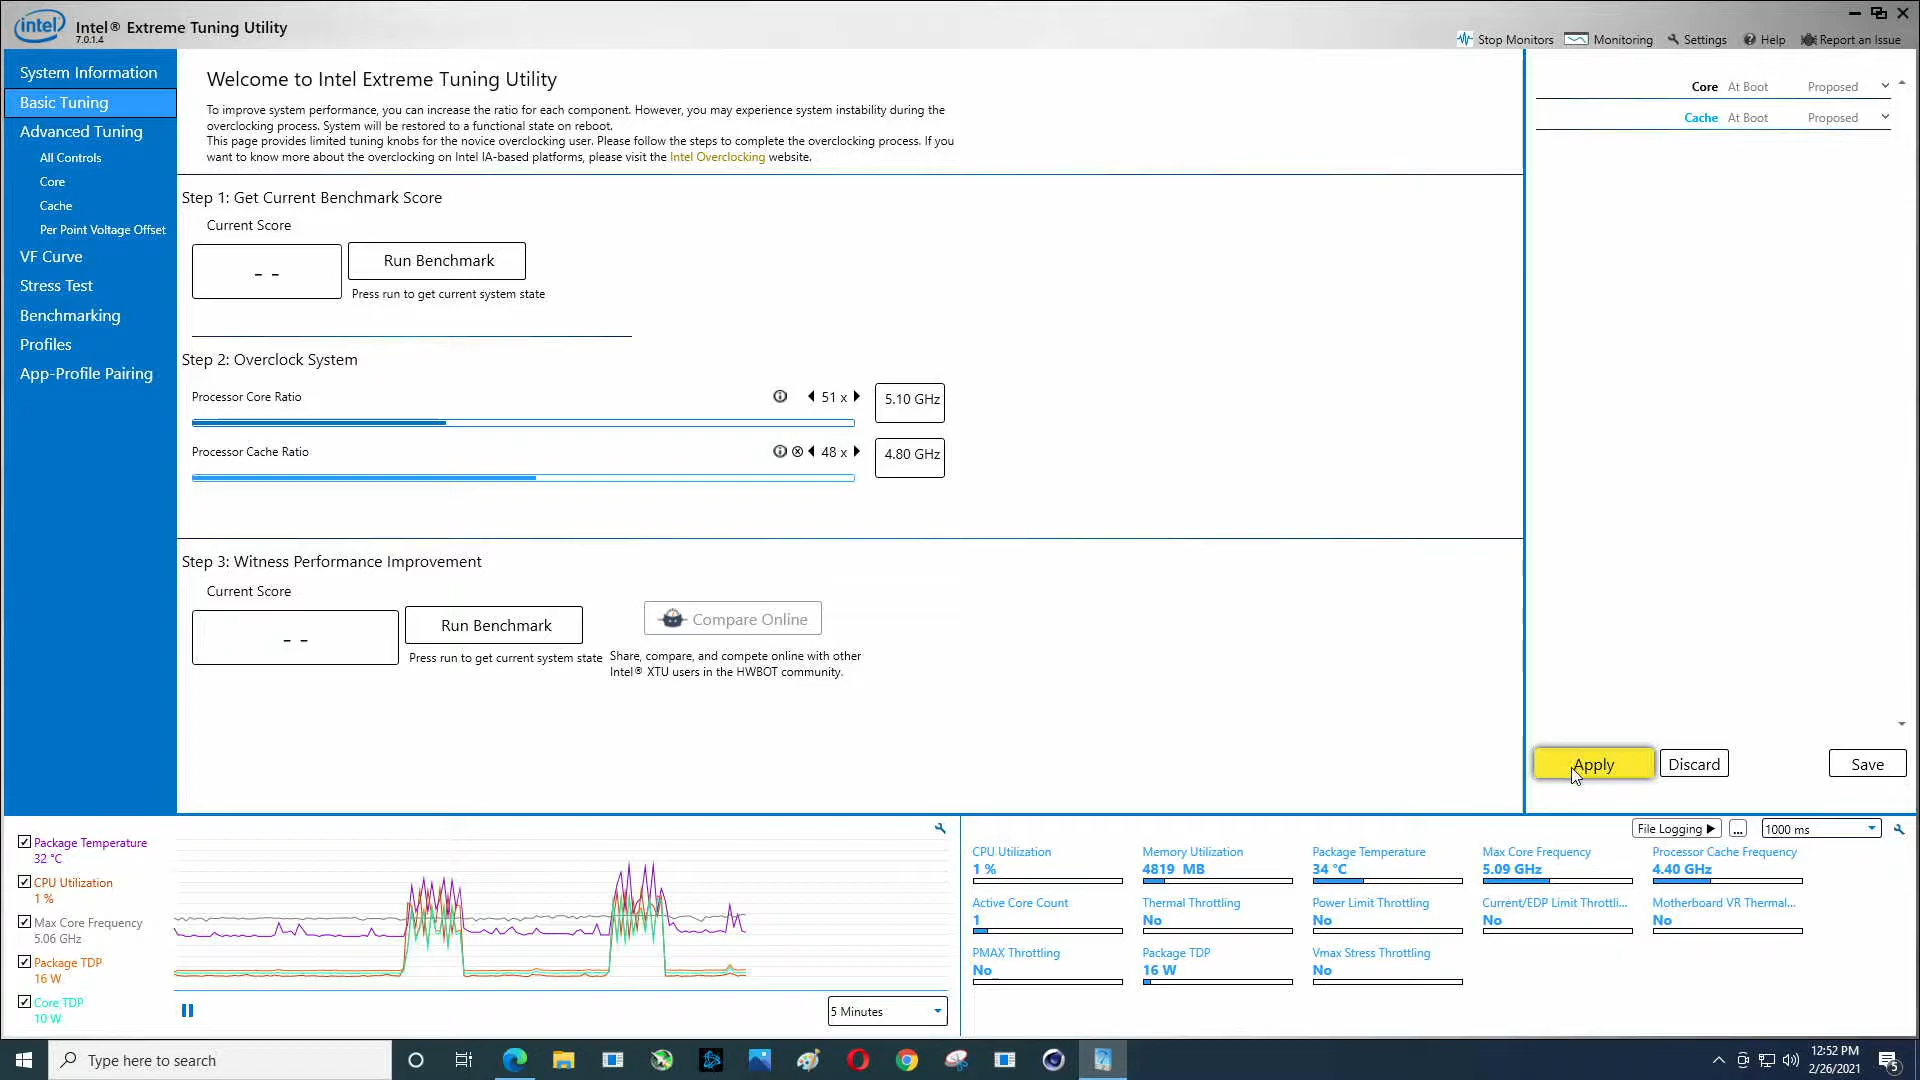 intel
Intel® Extreme Tuning Utility
7.0.1.4
Stop Monitors
Monitoring
Settings
Help
Report an Issue
System Information
Basic Tuning
Advanced Tuning
All Controls
Core
Cache
Per Point Voltage Offset
VF Curve
Stress Test
Benchmarking
Profiles
App-Profile Pairing
Welcome to Intel Extreme Tuning Utility
To improve system performance, you can increase the ratio for each component. However, you may experience system instability during the
overclocking process. System will be restored to a functional state on reboot.
This page provides limited tuning knobs for the novice overclocking user. Please follow the steps to complete the overclocking process. If you
want to know more about the overclocking on Intel IA-based platforms, please visit the Intel Overclocking website.
Step 1: Get Current Benchmark Score
Current Score
- -
Run Benchmark
Press run to get current system state
Step 2: Overclock System
Processor Core Ratio
51 x
5.10 GHz
Processor Cache Ratio
48 x
4.80 GHz
Step 3: Witness Performance Improvement
Current Score
- -
Run Benchmark
Press run to get current system state
Compare Online
Share, compare, and compete online with other
Intel® XTU users in the HWBOT community.
Core At Boot Proposed
Cache At Boot Proposed
Apply
Discard
Save
Package Temperature
32 °C
CPU Utilization
1 %
Max Core Frequency
5.06 GHz
Package TDP
16 W
Core TDP
10 W
5 Minutes
File Logging
...
1000 ms
CPU Utilization
1 %
Memory Utilization
4819 MB
Package Temperature
34 °C
Max Core Frequency
5.09 GHz
Processor Cache Frequency
4.40 GHz
Active Core Count
1
Thermal Throttling
No
Power Limit Throttling
No
Current/EDP Limit Throttli...
No
Motherboard VR Thermal...
No
PMAX Throttling
No
Package TDP
16 W
Vmax Stress Throttling
No
Type here to search
12:52 PM
2/26/2021
5